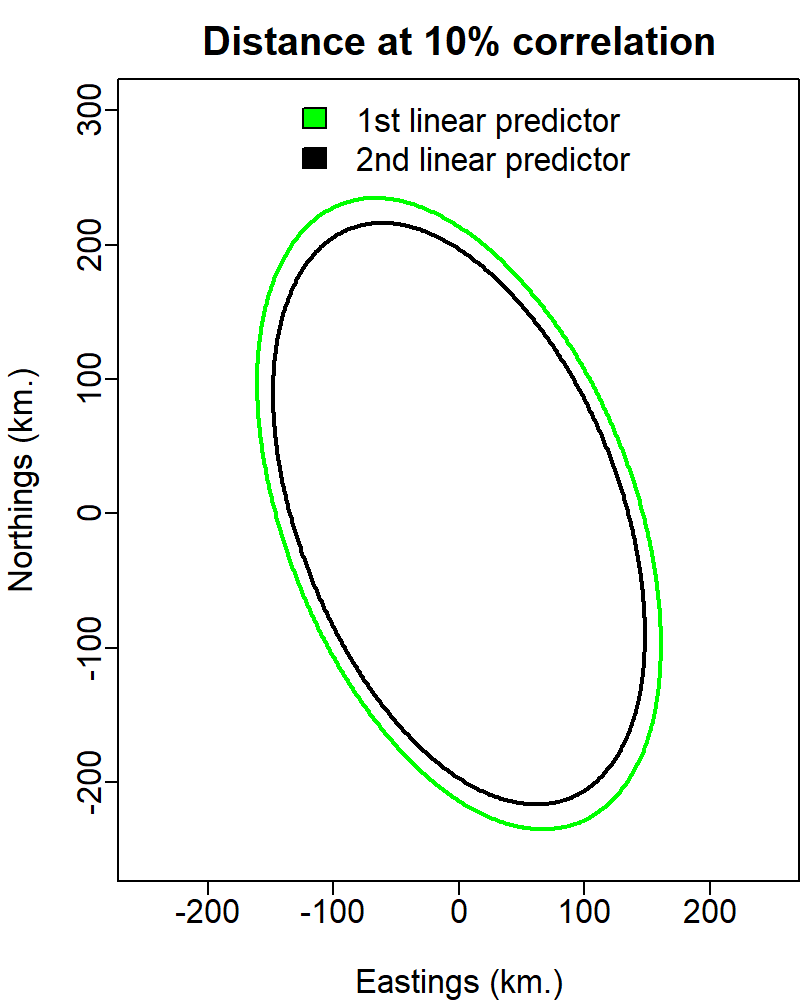 Distance at 10% correlation
1st linear predictor
2nd linear predictor
300
200
100
0
-100
-200
Northings (km.)
-200 -100 0 100 200
Eastings (km.)